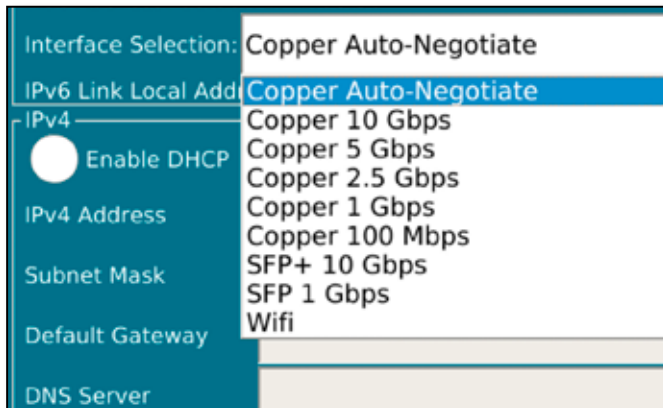 Interface Selection: Copper Auto-Negotiate
IPv6 Link Local Addr
Copper Auto-Negotiate
IPv4
Copper 10 Gbps
Enable DHCP
Copper 5 Gbps
Copper 2.5 Gbps
IPv4 Address
Copper 1 Gbps
Copper 100 Mbps
Subnet Mask
SFP+ 10 Gbps
SFP 1 Gbps
Default Gateway
Wifi
DNS Server